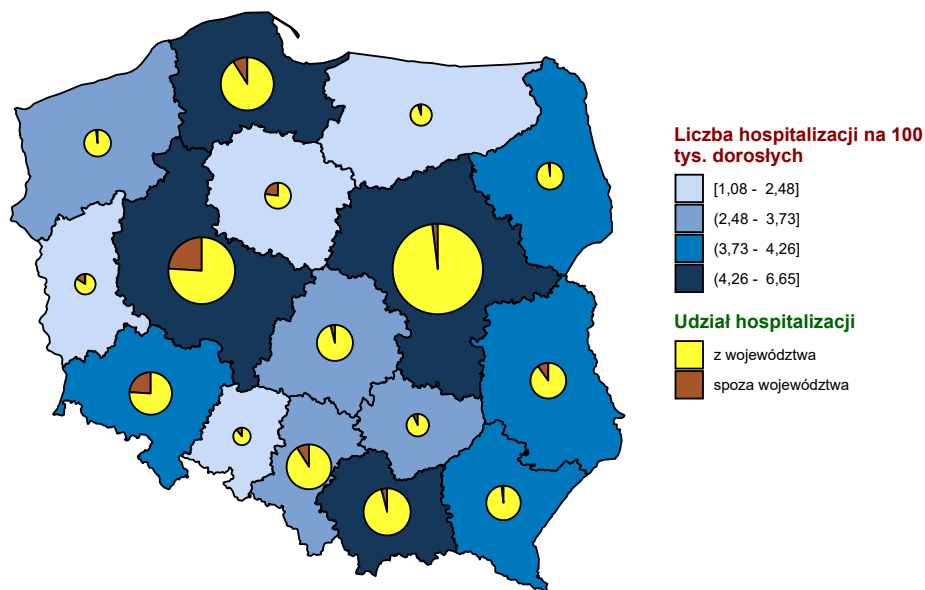 Liczba hospitalizacji na 100
tys. dorosłych
[1,08 - 2,48]
(2,48 - 3,73]
(3,73 - 4,26]
(4,26 - 6,65]
Udział hospitalizacji
z województwa
spoza województwa